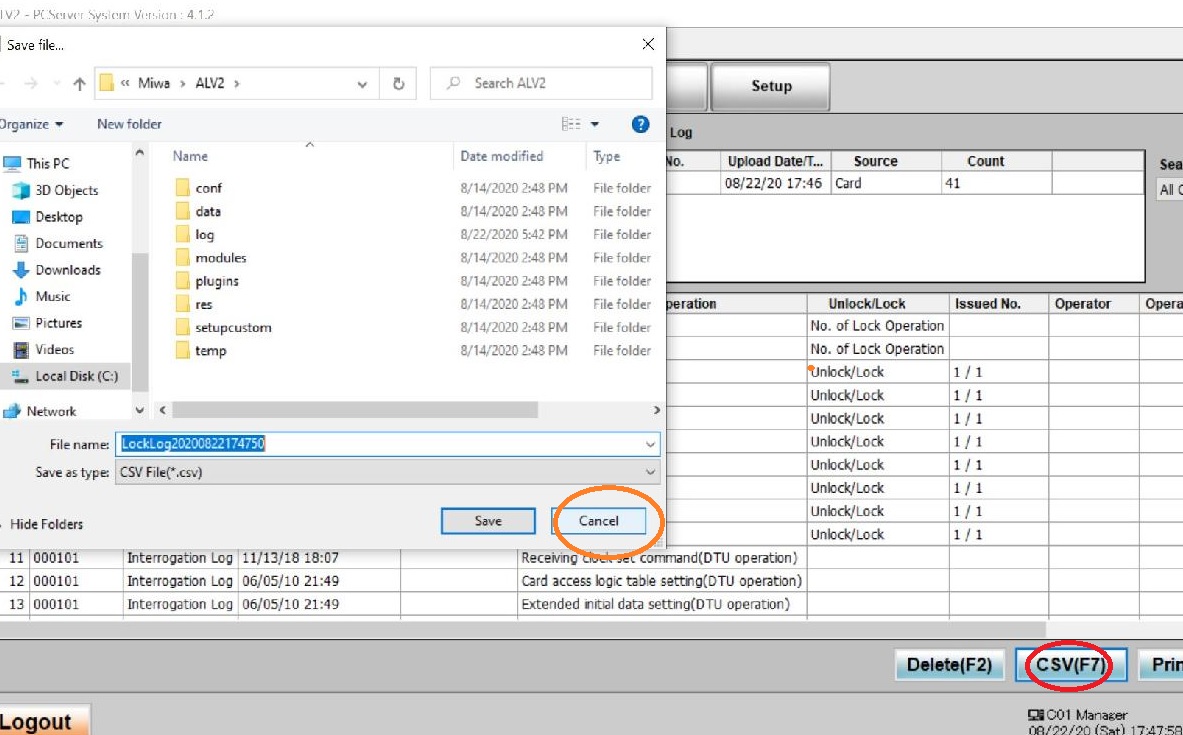 LV2 - PCServer System Version : 4.1.2
Save file...
« Miwa > ALV2 >
Search ALV2
Setup
Organize
New folder
?
Log
This PC
Name
Date modified
Type
No.
Upload Date/T...
Source
Count
Sea
08/22/20 17:46
Card
41
All
3D Objects
Desktop
Documents
Downloads
Music
Pictures
Videos
Local Disk (C:)
Network
conf 8/14/2020 2:48 PM File folder
data 8/14/2020 2:48 PM File folder
log 8/22/2020 5:42 PM File folder
modules 8/14/2020 2:48 PM File folder
plugins 8/14/2020 2:48 PM File folder
res 8/14/2020 2:48 PM File folder
setupcustom 8/14/2020 2:48 PM File folder
temp 8/14/2020 2:48 PM File folder
peration Unlock/Lock Issued No. Operator Opera
No. of Lock Operation
No. of Lock Operation
Unlock/Lock 1 / 1
Unlock/Lock 1 / 1
Unlock/Lock 1 / 1
Unlock/Lock 1 / 1
Unlock/Lock 1 / 1
Unlock/Lock 1 / 1
Unlock/Lock 1 / 1
Unlock/Lock 1 / 1
File name: LockLog20200822174750
Save as type: CSV File(*.csv)
Hide Folders
Save
Cancel
11 000101 Interrogation Log 11/13/18 18:07 Receiving clock set command(DTU operation)
12 000101 Interrogation Log 06/05/10 21:49 Card access logic table setting(DTU operation)
13 000101 Interrogation Log 06/05/10 21:49 Extended initial data setting(DTU operation)
Delete(F2)
CSV(F7)
Prin
Logout
C01 Manager
08/22/20 (Sat) 17:47:58